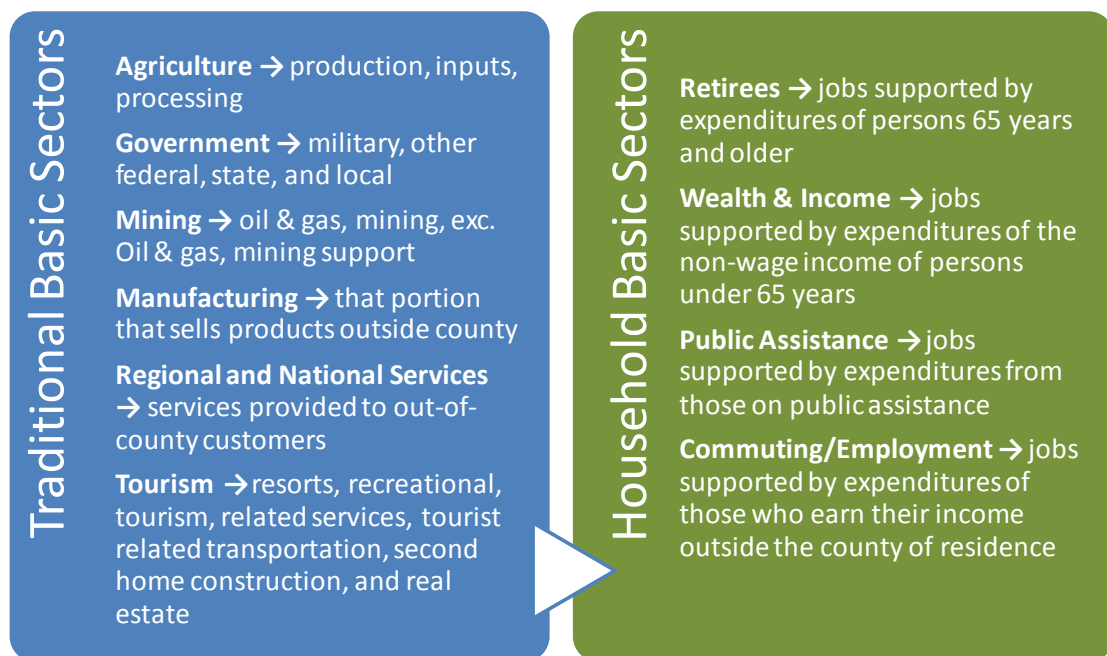 Traditional Basic Sectors
Agriculture → production, inputs,
processing
Government → military, other
federal, state, and local
Mining → oil & gas, mining, exc.
Oil & gas, mining support
Manufacturing → that portion
that sells products outside county
Regional and National Services
→ services provided to out-of-
county customers
Tourism → resorts, recreational,
tourism, related services, tourist
related transportation, second
home construction, and real
estate
Household Basic Sectors
Retirees → jobs supported by
expenditures of persons 65 years
and older
Wealth & Income → jobs
supported by expenditures of the
non-wage income of persons
under 65 years
Public Assistance → jobs
supported by expenditures from
those on public assistance
Commuting/Employment → jobs
supported by expenditures of
those who earn their income
outside the county of residence